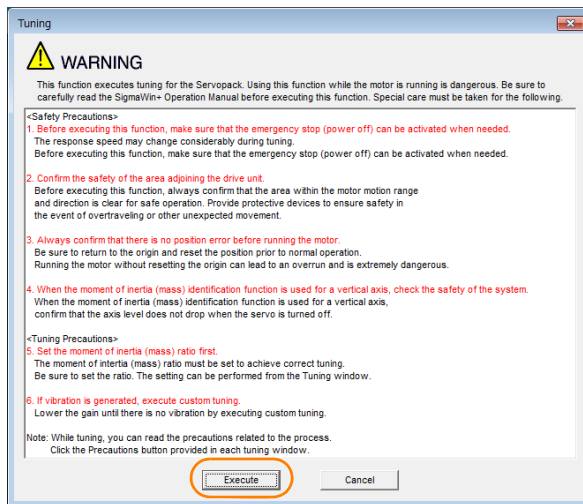 Tuning
WARNING
This function executes tuning for the Servopack. Using this function while the motor is running is dangerous. Be sure to
carefully read the SigmaWin+ Operation Manual before executing this function. Special care must be taken for the following.
<Safety Precautions>
1. Before executing this function, make sure that the emergency stop (power off) can be activated when needed.
The response speed may change considerably during tuning.
Before executing this function, make sure that the emergency stop (power off) can be activated when needed.
2. Confirm the safety of the area adjoining the drive unit.
Before executing this function, always confirm that the area within the motor motion range
and direction is clear for safe operation. Provide protective devices to ensure safety in
the event of overtraveling or other unexpected movement.
3. Always confirm that there is no position error before running the motor.
Be sure to return to the origin and reset the position prior to normal operation.
Running the motor without resetting the origin can lead to an overrun and is extremely dangerous.
4. When the moment of inertia (mass) identification function is used for a vertical axis, check the safety of the system.
When the moment of inertia (mass) identification function is used for a vertical axis,
confirm that the axis level does not drop when the servo is turned off.
<Tuning Precautions>
5. Set the moment of inertia (mass) ratio first.
The moment of intertia (mass) ratio must be set to achieve correct tuning.
Be sure to set the ratio. The setting can be performed from the Tuning window.
6. If vibration is generated, execute custom tuning.
Lower the gain until there is no vibration by executing custom tuning.
Note: While tuning, you can read the precautions related to the process.
Click the Precautions button provided in each tuning window.
Execute Cancel